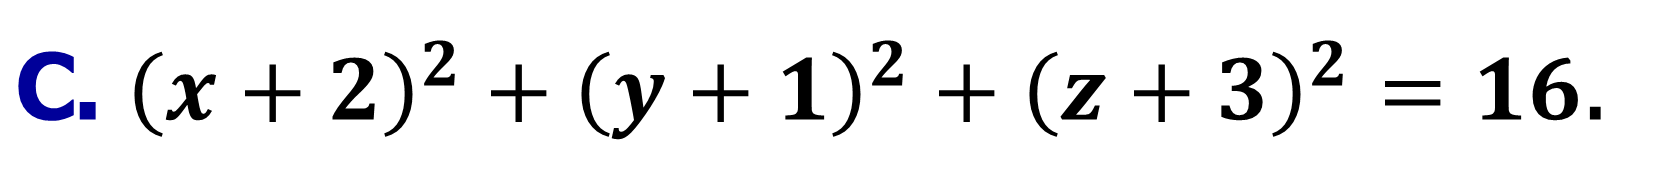 C. (x + 2)² + (y + 1)² + (z + 3)² = 16.